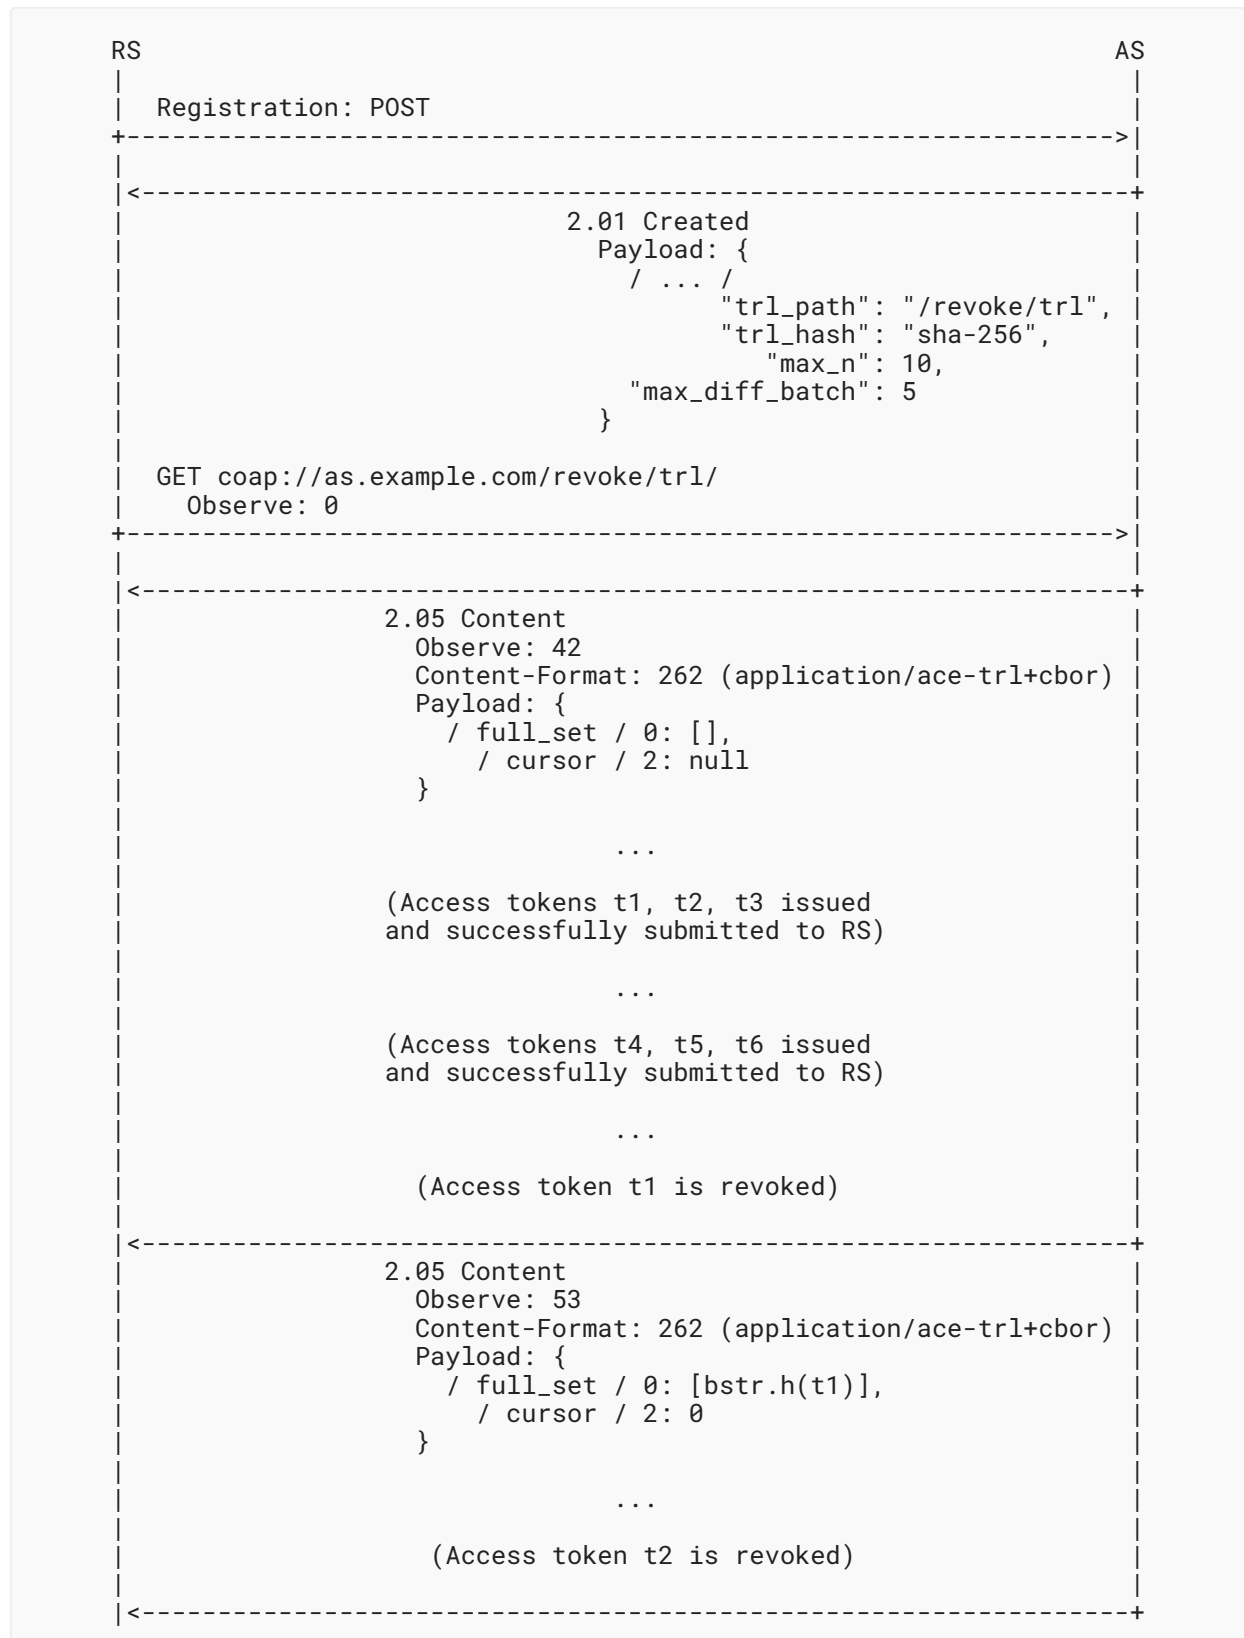 RS                                                                AS
|                                                                  |
|  Registration: POST                                              |
+----------------------------------------------------------------->|
|                                                                  |
|<-----------------------------------------------------------------+
|                             2.01 Created                         |
|                               Payload: {                         |
|                                 / ... /                          |
|                                       "trl_path": "/revoke/trl", |
|                                       "trl_hash": "sha-256",     |
|                                          "max_n": 10,            |
|                                 "max_diff_batch": 5              |
|                               }                                  |
|                                                                  |
|  GET coap://as.example.com/revoke/trl/                           |
|    Observe: 0                                                    |
+----------------------------------------------------------------->|
|                                                                  |
|<-----------------------------------------------------------------+
|                 2.05 Content                                     |
|                   Observe: 42                                    |
|                   Content-Format: 262 (application/ace-trl+cbor) |
|                   Payload: {                                     |
|                     / full_set / 0: [],                          |
|                       / cursor / 2: null                         |
|                   }                                              |
|                                                                  |
|                                ...                               |
|                                                                  |
|                 (Access tokens t1, t2, t3 issued                 |
|                 and successfully submitted to RS)                |
|                                                                  |
|                                ...                               |
|                                                                  |
|                 (Access tokens t4, t5, t6 issued                 |
|                 and successfully submitted to RS)                |
|                                                                  |
|                                ...                               |
|                                                                  |
|                   (Access token t1 is revoked)                   |
|                                                                  |
|<-----------------------------------------------------------------+
|                 2.05 Content                                     |
|                   Observe: 53                                    |
|                   Content-Format: 262 (application/ace-trl+cbor) |
|                   Payload: {                                     |
|                     / full_set / 0: [bstr.h(t1)],                |
|                       / cursor / 2: 0                            |
|                   }                                              |
|                                                                  |
|                                ...                               |
|                                                                  |
|                    (Access token t2 is revoked)                  |
|                                                                  |
|<-----------------------------------------------------------------+